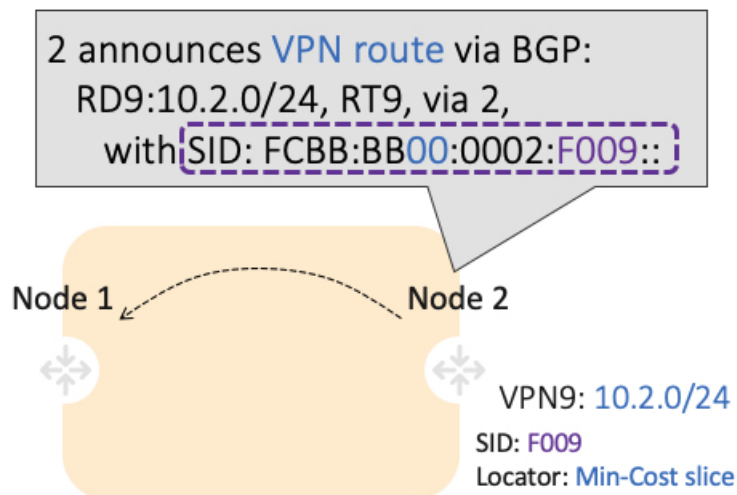 2 announces VPN route via BGP:
RD9:10.2.0/24, RT9, via 2,
with SID: FCBB:BB00:0002:F009::
Node 1
Node 2
VPN9: 10.2.0/24
SID: F009
Locator: Min-Cost slice